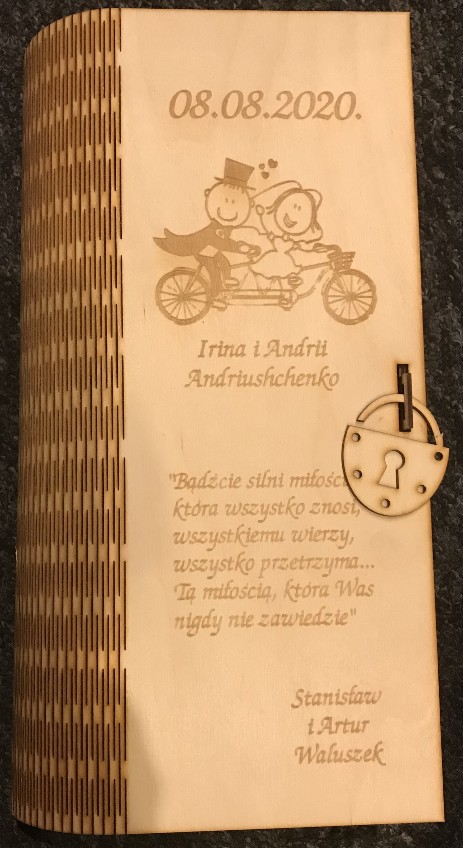 08.08.2020.
Irina i Andrii
Andriushchenko
"Bądźcie silni
która wszystko znosi,
wszystkiemu wierzy,
wszystko przetrzyma...
Tą miłością, która Was
nigdy nie zawiedzie"
Stanisław
i Artur
Waluszek